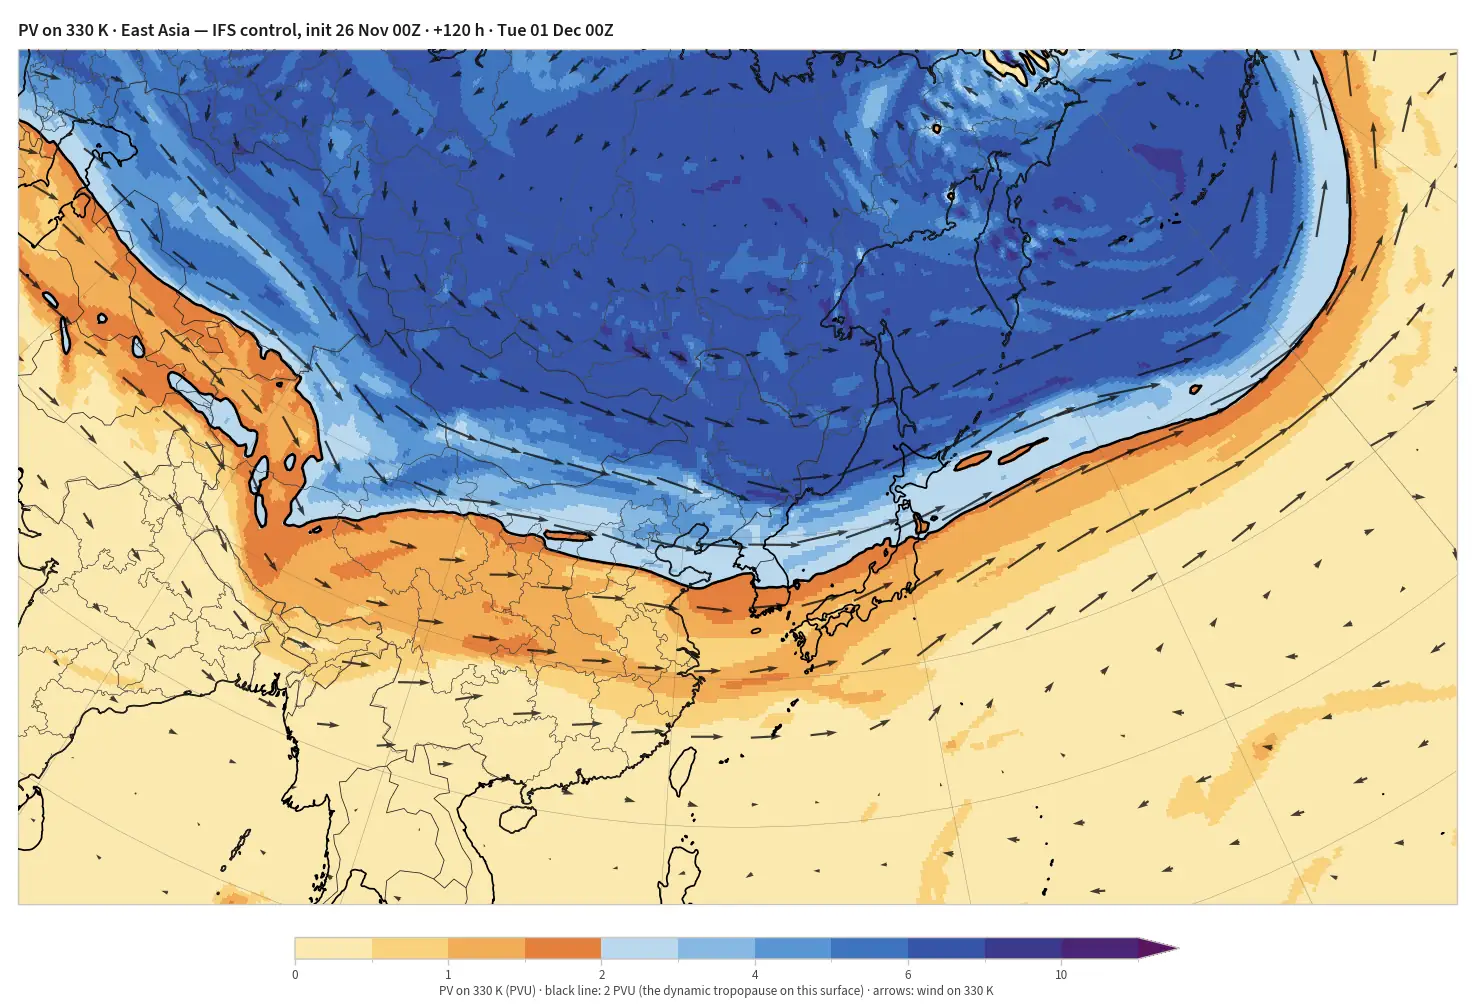 PV on 330 K · East Asia — IFS control, init 26 Nov 00Z · +120 h · Tue 01 Dec 00Z
0 1 2 4 6 10
PV on 330 K (PVU) · black line: 2 PVU (the dynamic tropopause on this surface) · arrows: wind on 330 K